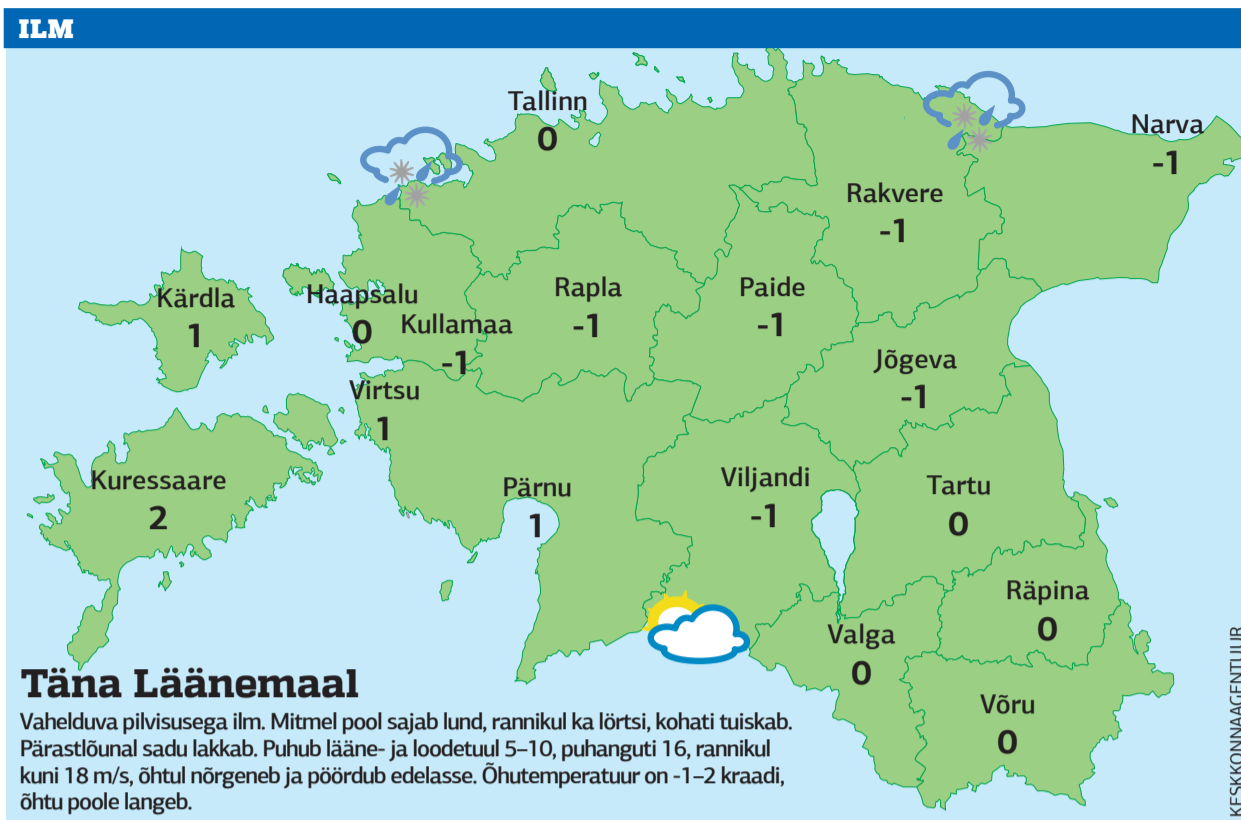 ILM
Tallinn
0
Narva
-1
Rakvere
-1
Kärdla
1
Haapsalu
0
Kullamaa
-1
Rapla
-1
Paide
-1
Jõgeva
-1
Virtsu
1
Kuressaare
2
Pärnu
1
Viljandi
-1
Tartu
0
Räpina
0
Valga
0
Võru
0
Täna Läänemaal
Vahelduva pilvisusega ilm. Mitmel pool sajab lund, rannikul ka lörtsi, kohati tuiskab.
Pärastlõunal sadu lakkab. Puhub lääne- ja loodetuul 5–10, puhanguti 16, rannikul
kuni 18 m/s, õhtul nõrgeneb ja pöördub edelasse. Õhutemperatuur on -1–2 kraadi,
õhtu poole langeb.
KESKKONNAAGENTUUR